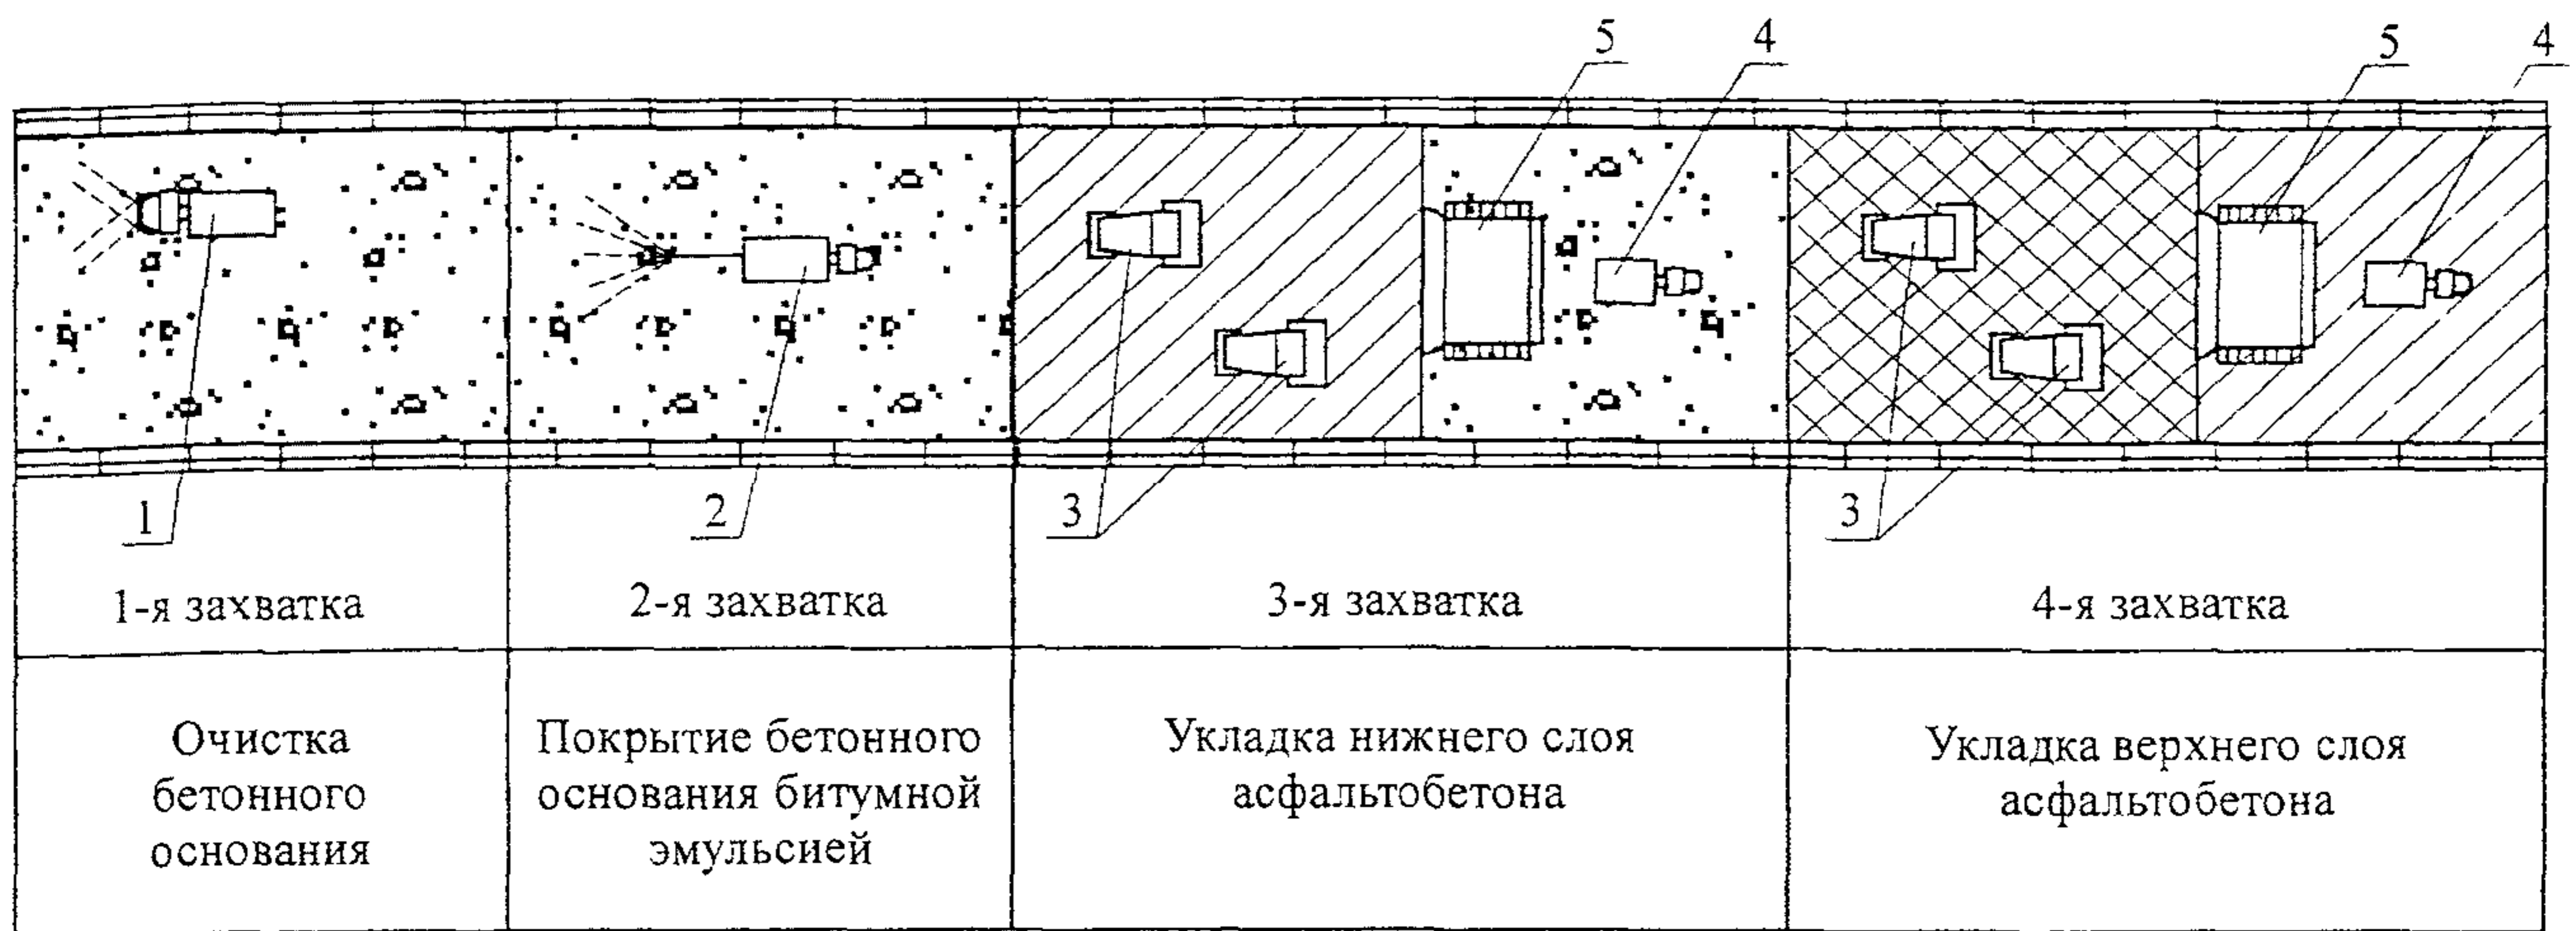 5
4
5
4
1
2
3
3
1-я захватка
2-я захватка
3-я захватка
4-я захватка
Очистка
бетонного
основания
Покрытие бетонного
основания битумной
эмульсией
Укладка нижнего слоя
асфальтобетона
Укладка верхнего слоя
асфальтобетона